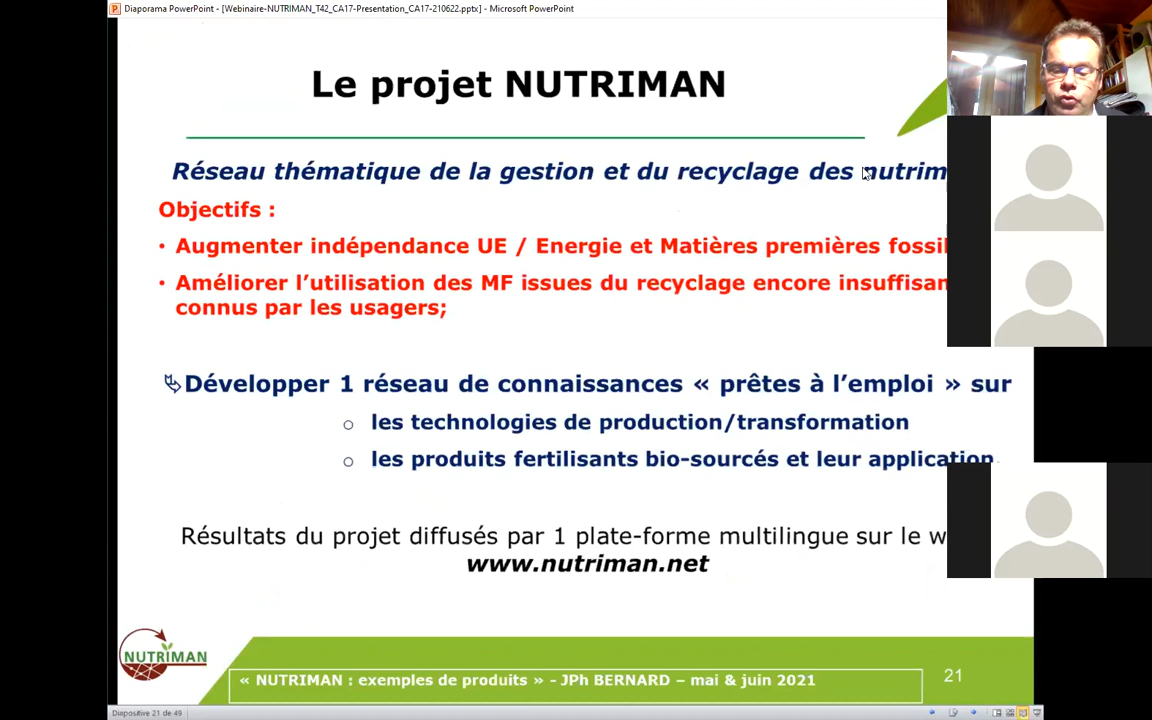 Diaporama PowerPoint - [Webinaire-NUTRIMAN_T42_CA17-Presentation_CA17-210622.pptx] - Microsoft PowerPoint
Le projet NUTRIMAN
Réseau thématique de la gestion et du recyclage des nutrim
Objectifs :
• Augmenter indépendance UE / Energie et Matières premières fossil
• Améliorer l’utilisation des MF issues du recyclage encore insuffisan
connus par les usagers;
Développer 1 réseau de connaissances « prêtes à l’emploi » sur
o les technologies de production/transformation
o les produits fertilisants bio-sourcés et leur application.
Résultats du projet diffusés par 1 plate-forme multilingue sur le w
www.nutriman.net
NUTRIMAN
« NUTRIMAN : exemples de produits » - JPh BERNARD – mai & juin 2021
21
Diapositive 21 de 49